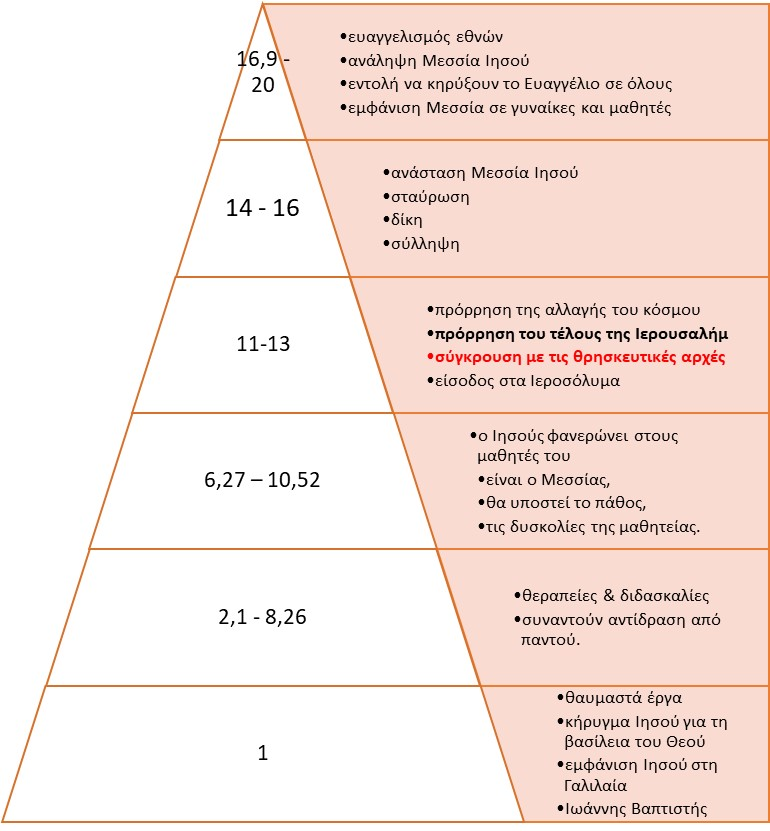 16,9 -
20
•ευαγγελισμός εθνών
•ανάληψη Μεσσία Ιησού
•εντολή να κηρύξουν το Ευαγγέλιο σε όλους
•εμφάνιση Μεσσία σε γυναίκες και μαθητές
14 - 16
•ανάσταση Μεσσία Ιησού
•σταύρωση
•δίκη
•σύλληψη
11-13
•πρόρρηση της αλλαγής του κόσμου
•πρόρρηση του τέλους της Ιερουσαλήμ
•σύγκρουση με τις θρησκευτικές αρχές
•είσοδος στα Ιεροσόλυμα
6,27 – 10,52
•ο Ιησούς φανερώνει στους
μαθητές του
•είναι ο Μεσσίας,
•θα υποστεί το πάθος,
•τις δυσκολίες της μαθητείας.
2,1 - 8,26
•θεραπείες & διδασκαλίες
•συναντούν αντίδραση από
παντού.
1
•θαυμαστά έργα
•κήρυγμα Ιησού για τη
βασίλεια του Θεού
•εμφάνιση Ιησού στη
Γαλιλαία
•Ιωάννης Βαπτιστής